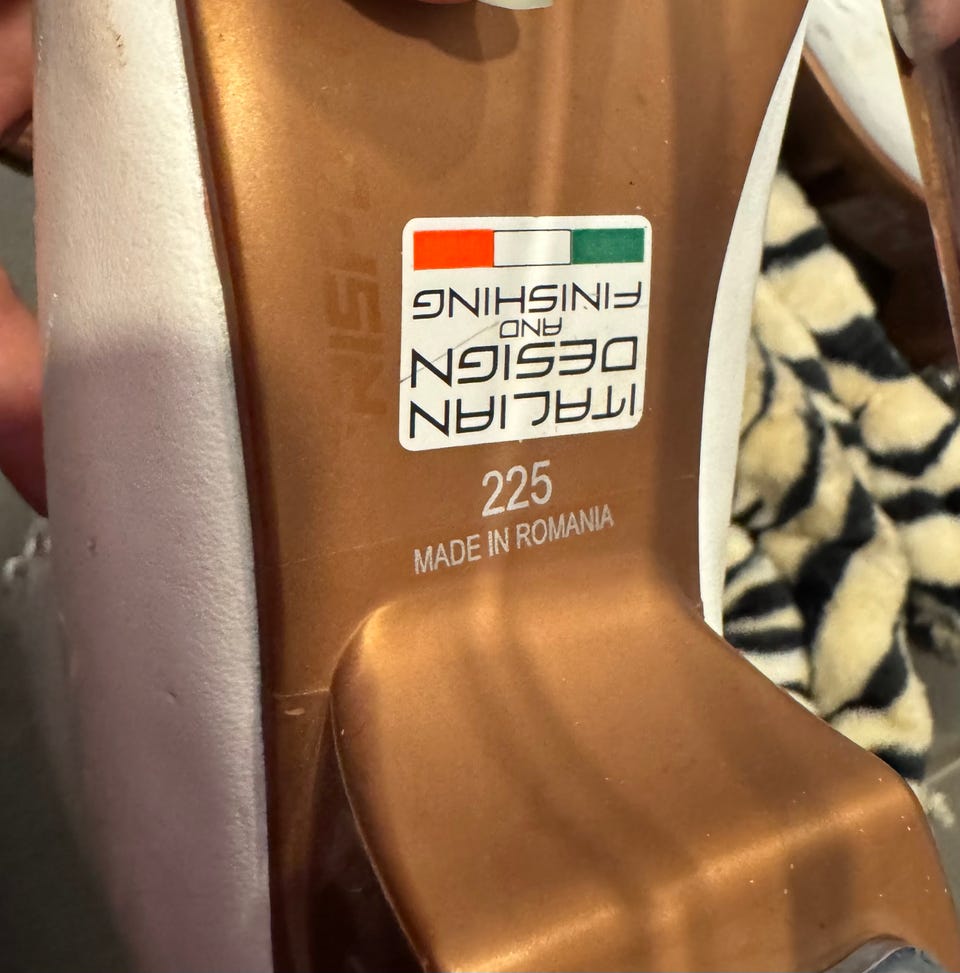 ITALIAN
DESIGN
AND
FINISHING
225
MADE IN ROMANIA